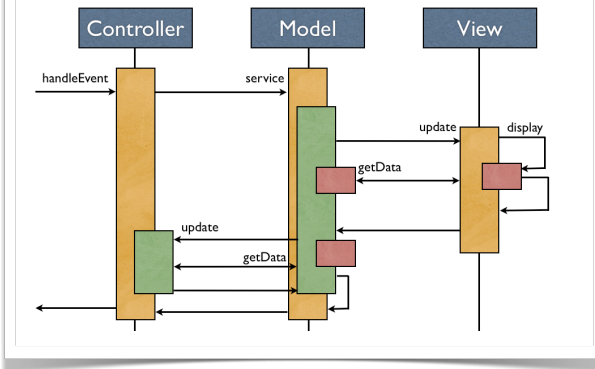 Controller
Model
View
handleEvent
service
update
display
getData
update
getData